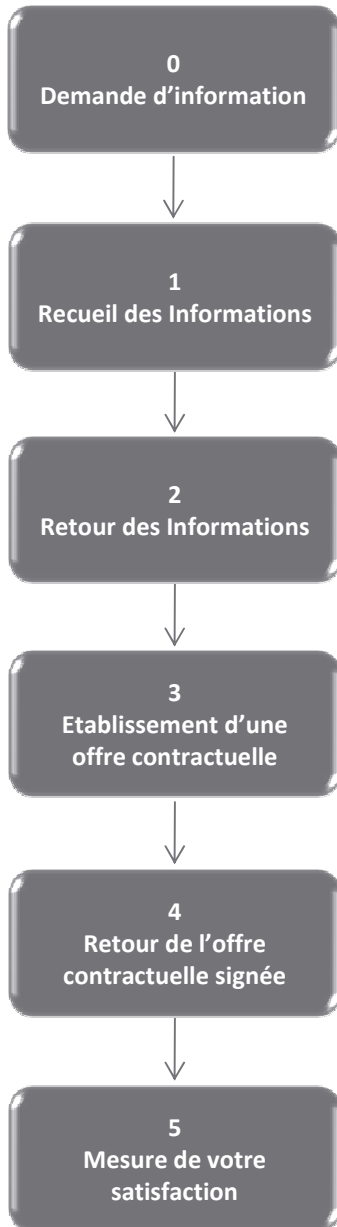 0
Demande d’information
1
Recueil des Informations
2
Retour des Informations
3
Etablissement d’une
offre contractuelle
4
Retour de l’offre
contractuelle signée
5
Mesure de votre
satisfaction